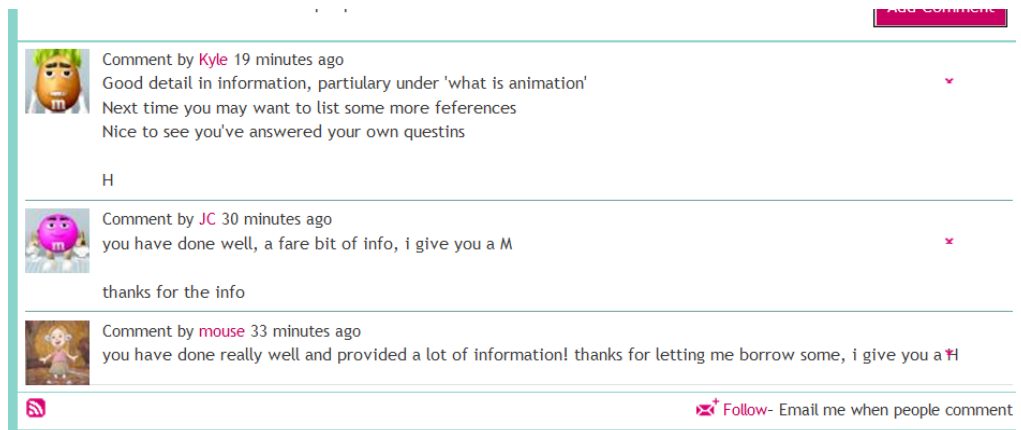 Add Comment
Comment by Kyle 19 minutes ago
Good detail in information, partiulary under 'what is animation'
Next time you may want to list some more feferences
Nice to see you've answered your own questins
H
Comment by JC 30 minutes ago
you have done well, a fare bit of info, i give you a M
thanks for the info
Comment by mouse 33 minutes ago
you have done really well and provided a lot of information! thanks for letting me borrow some, i give you a H
Follow- Email me when people comment